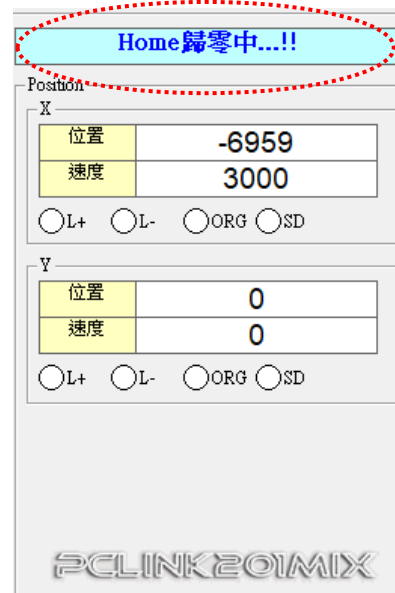 Home歸零中...!!
Position
X
位置 -6959
速度 3000
L+ L- ORG SD
Y
位置 0
速度 0
L+ L- ORG SD
PCLINK201MIX